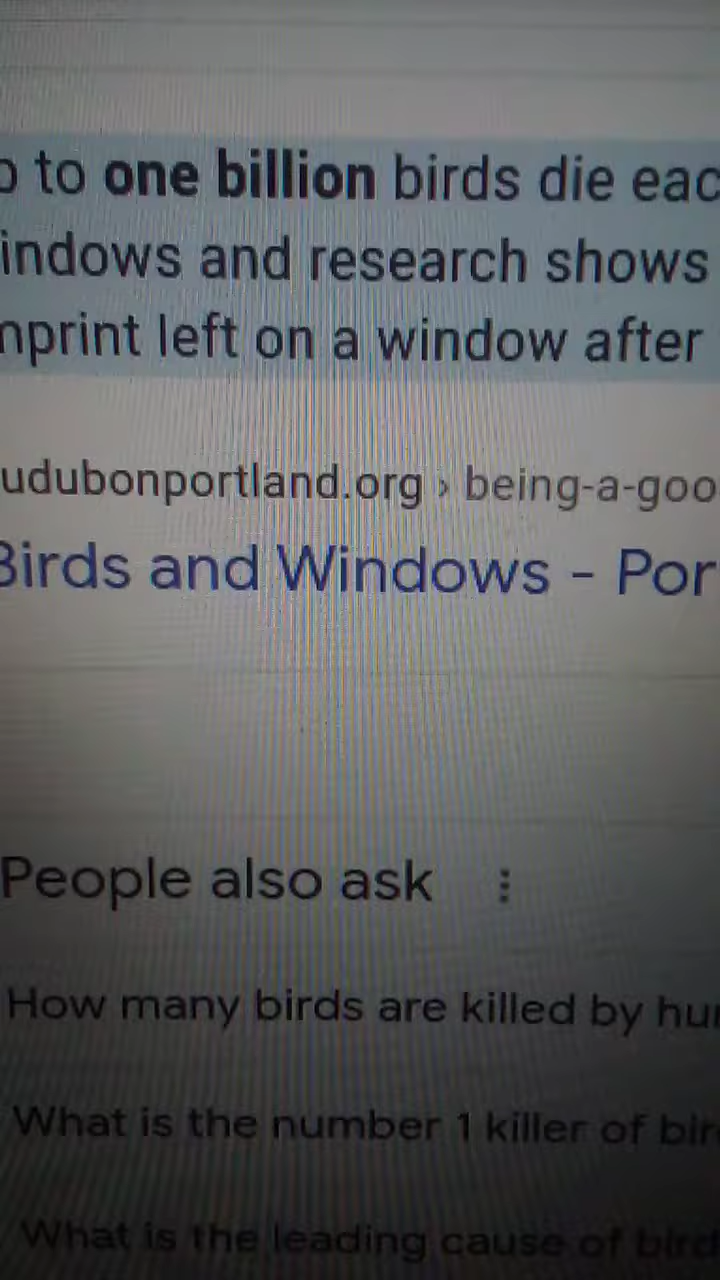 to one billion birds die eac
indows and research shows
nprint left on a window after
udubonportland.org › being-a-goo
Birds and Windows - Por
People also ask
How many birds are killed by hu
What is the number 1 killer of bir
What is the leading cause of bird